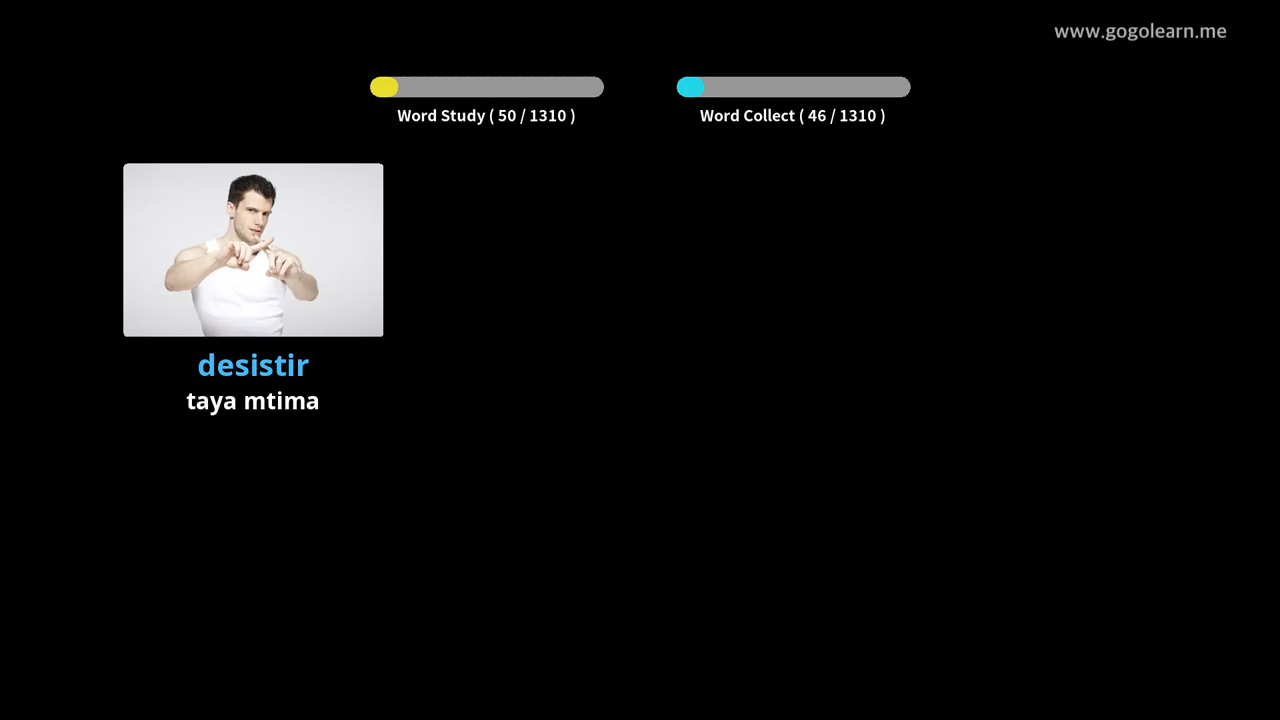 www.gogolearn.me
Word Study ( 50 / 1310 )
Word Collect ( 46 / 1310 )
desistir
taya mtima